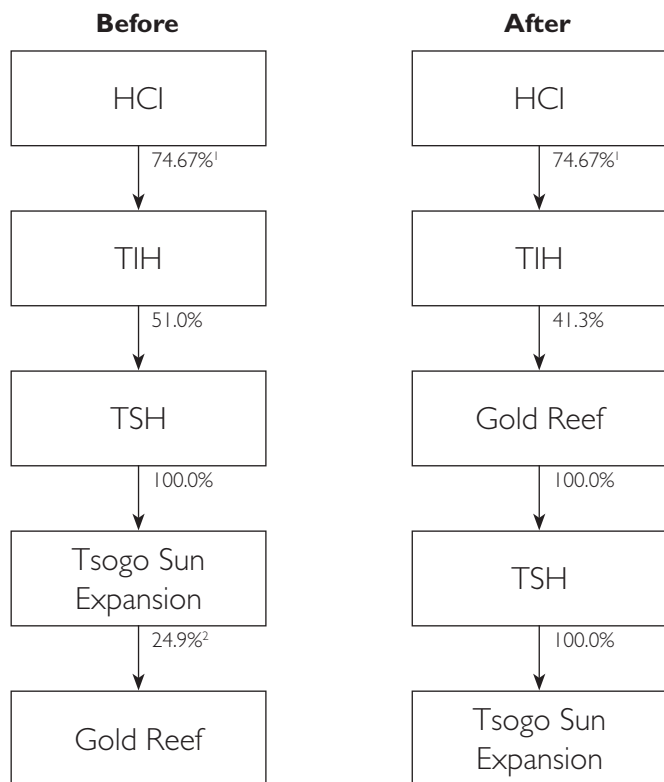 Before
HCI
74.67%¹
TIH
51.0%
TSH
100.0%
Tsogo Sun
Expansion
24.9%²
Gold Reef
After
HCI
74.67%¹
TIH
41.3%
Gold Reef
100.0%
TSH
100.0%
Tsogo Sun
Expansion